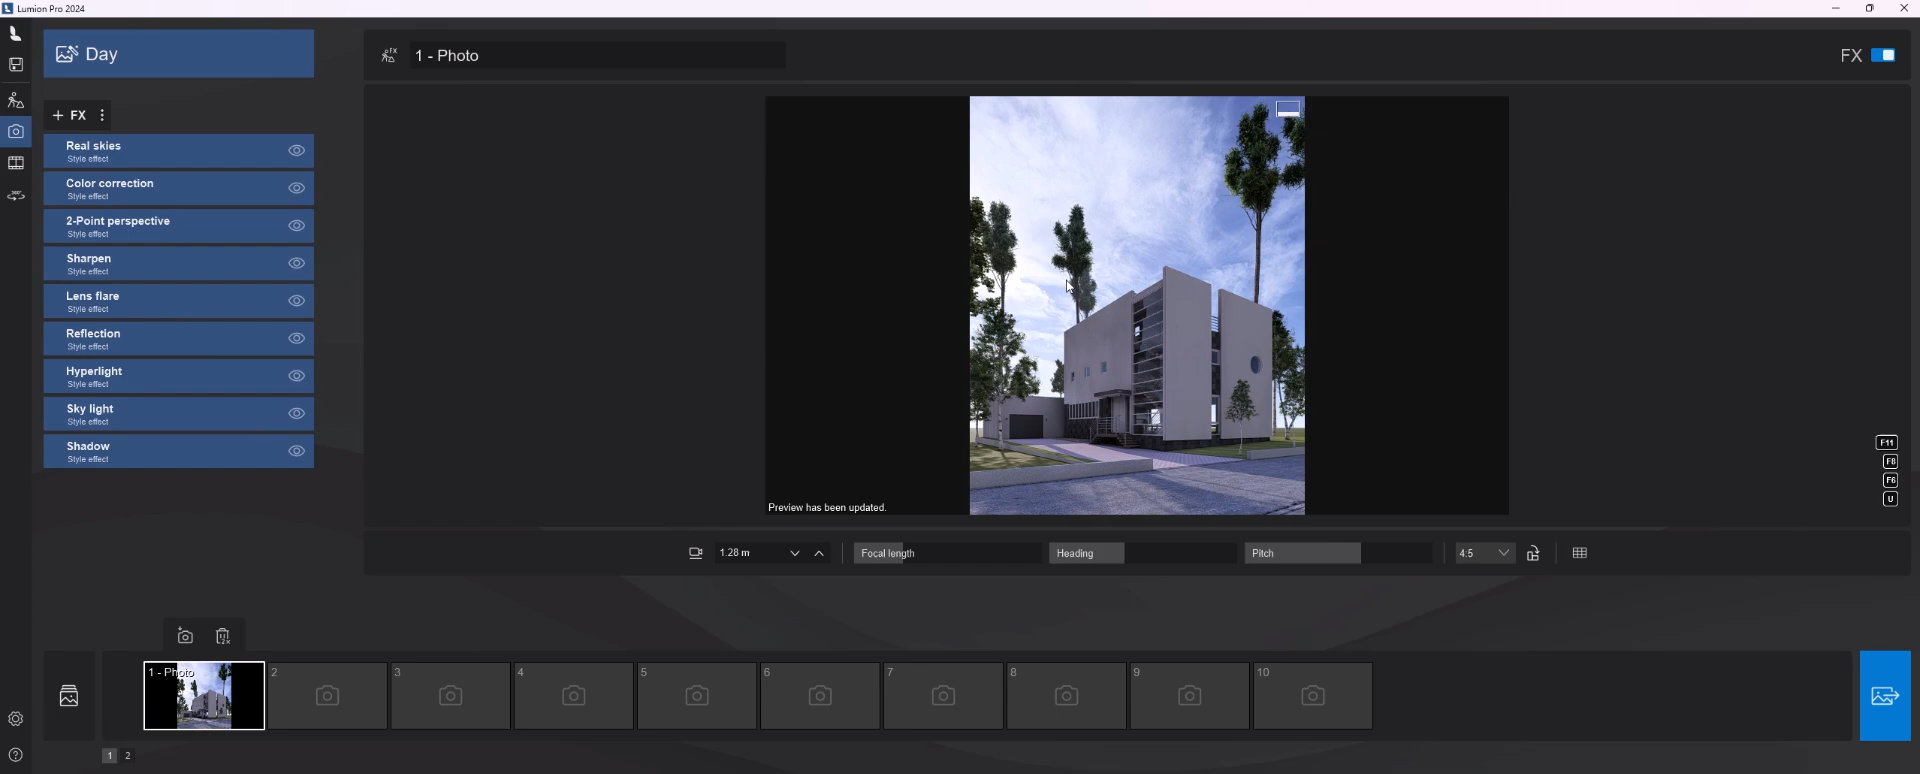 Lumion Pro 2024
Day
1 - Photo
FX
+ FX
Real skies
Style effect
Color correction
Style effect
2-Point perspective
Style effect
Sharpen
Style effect
Lens flare
Style effect
Reflection
Style effect
Hyperlight
Style effect
Sky light
Style effect
Shadow
Style effect
360°
FX
F11
F8
F6
U
Preview has been updated.
1.28 m
Focal length
Heading
Pitch
4:5
1 - Photo
2
3
4
5
6
7
8
9
10
1
2